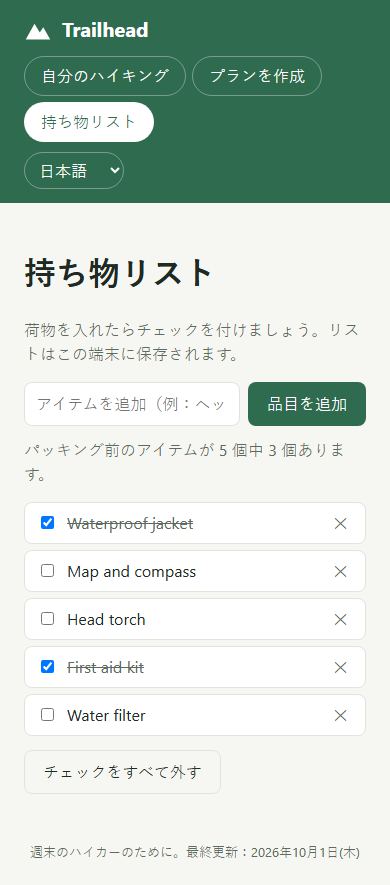 Trailhead
自分のハイキング
プランを作成
持ち物リスト
日本語
持ち物リスト
荷物を入れたらチェックを付けましょう。リス
トはこの端末に保存されます。
アイテムを追加（例：ヘッ
品目を追加
パッキング前のアイテムが 5 個中 3 個ありま
す。
Waterproof jacket
Map and compass
Head torch
First aid kit
Water filter
チェックをすべて外す
週末のハイカーのために。最終更新：2026年10月1日(木)